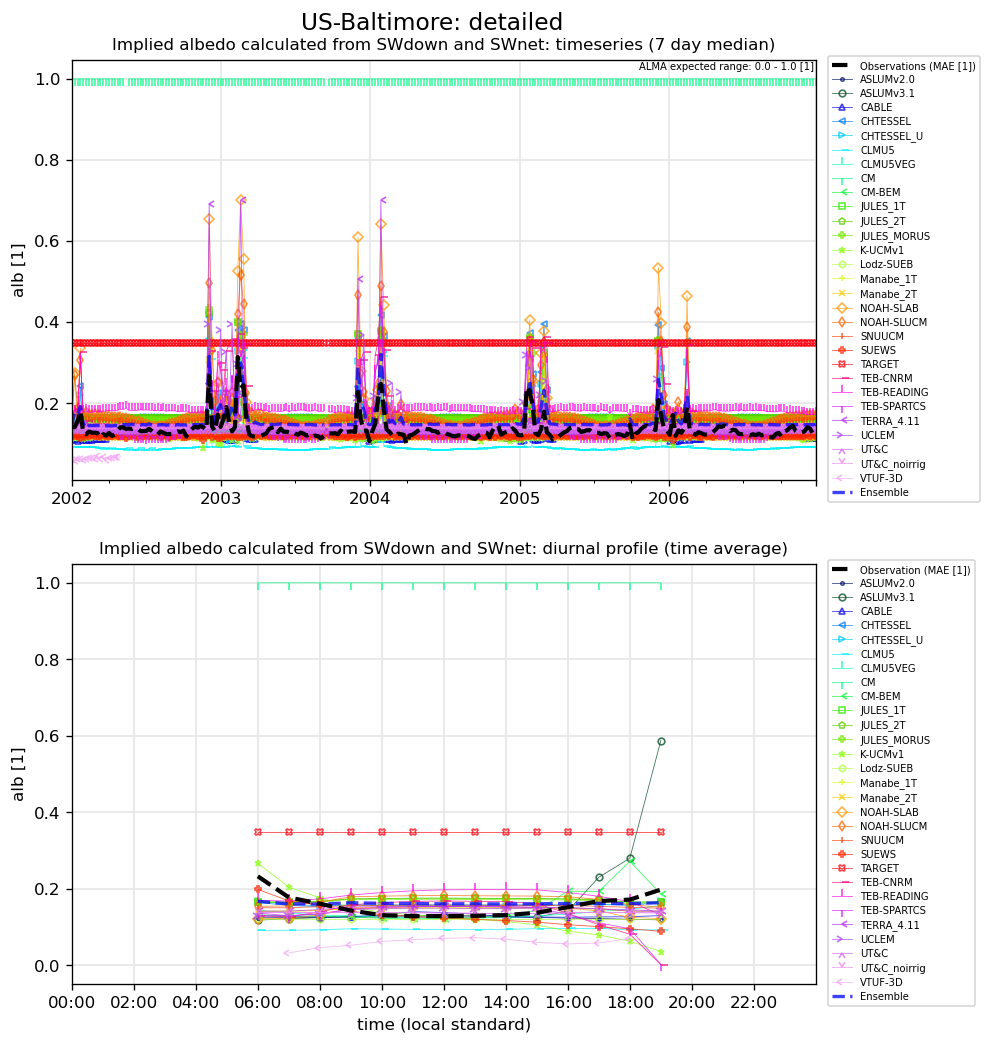 US-Baltimore: detailed
Implied albedo calculated from SWdown and SWnet: timeseries (7 day median)
ALMA expected range: 0.0 - 1.0 [1]
alb [1]
1.0
0.8
0.6
0.4
0.2
2002
2003
2004
2005
2006
Observations (MAE [1])
ASLUMv2.0
ASLUMv3.1
CABLE
CHTESSEL
CHTESSEL_U
CLMU5
CLMU5VEG
CM
CM-BEM
JULES_1T
JULES_2T
JULES_MORUS
K-UCMv1
Lodz-SUEB
Manabe_1T
Manabe_2T
NOAH-SLAB
NOAH-SLUCM
SNUUCM
SUEWS
TARGET
TEB-CNRM
TEB-READING
TEB-SPARTCS
TERRA_4.11
UCLEM
UT&C
UT&C_noirrig
VTUF-3D
Ensemble
Implied albedo calculated from SWdown and SWnet: diurnal profile (time average)
alb [1]
1.0
0.8
0.6
0.4
0.2
0.0
00:00
02:00
04:00
06:00
08:00
10:00
12:00
14:00
16:00
18:00
20:00
22:00
time (local standard)
Observation (MAE [1])
ASLUMv2.0
ASLUMv3.1
CABLE
CHTESSEL
CHTESSEL_U
CLMU5
CLMU5VEG
CM
CM-BEM
JULES_1T
JULES_2T
JULES_MORUS
K-UCMv1
Lodz-SUEB
Manabe_1T
Manabe_2T
NOAH-SLAB
NOAH-SLUCM
SNUUCM
SUEWS
TARGET
TEB-CNRM
TEB-READING
TEB-SPARTCS
TERRA_4.11
UCLEM
UT&C
UT&C_noirrig
VTUF-3D
Ensemble